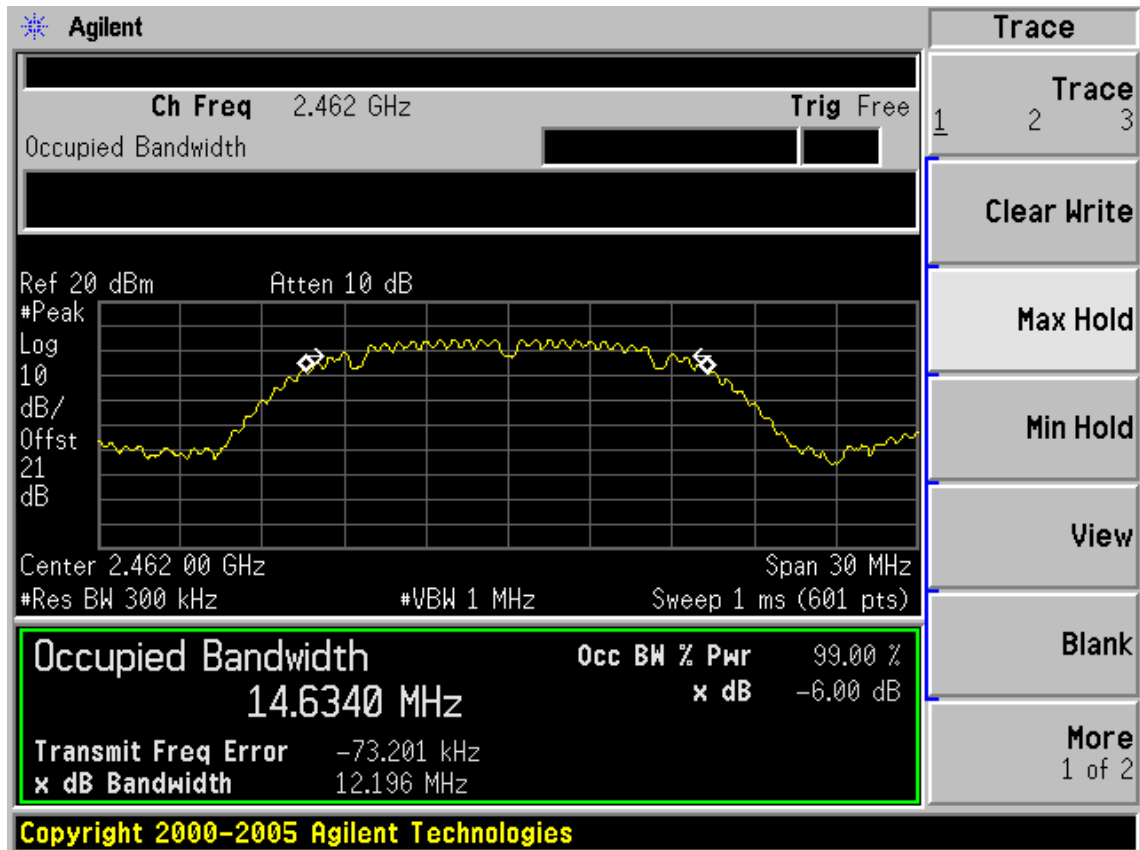 Agilent
Trace
Ch Freq 2.462 GHz Trig Free
Occupied Bandwidth
Ref 20 dBm Atten 10 dB
#Peak
Log
10
dB/
Offst
21
dB
Center 2.462 00 GHz Span 30 MHz
#Res BW 300 kHz #VBW 1 MHz Sweep 1 ms (601 pts)
Occupied Bandwidth
14.6340 MHz
Occ BW % Pwr 99.00 %
x dB -6.00 dB
Transmit Freq Error -73.201 kHz
x dB Bandwidth 12.196 MHz
Copyright 2000-2005 Agilent Technologies
Trace
1 2 3
Clear Write
Max Hold
Min Hold
View
Blank
More
1 of 2